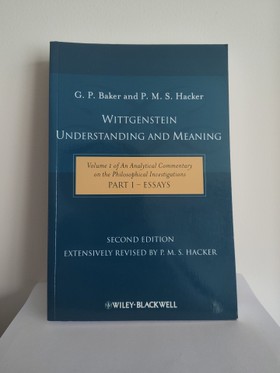 G. P. Baker and P. M. S. Hacker
WITTGENSTEIN
UNDERSTANDING AND MEANING
Volume 1 of An Analytical Commentary
on the Philosophical Investigations
PART I – ESSAYS
SECOND EDITION
EXTENSIVELY REVISED BY P. M. S. HACKER
WILEY-BLACKWELL